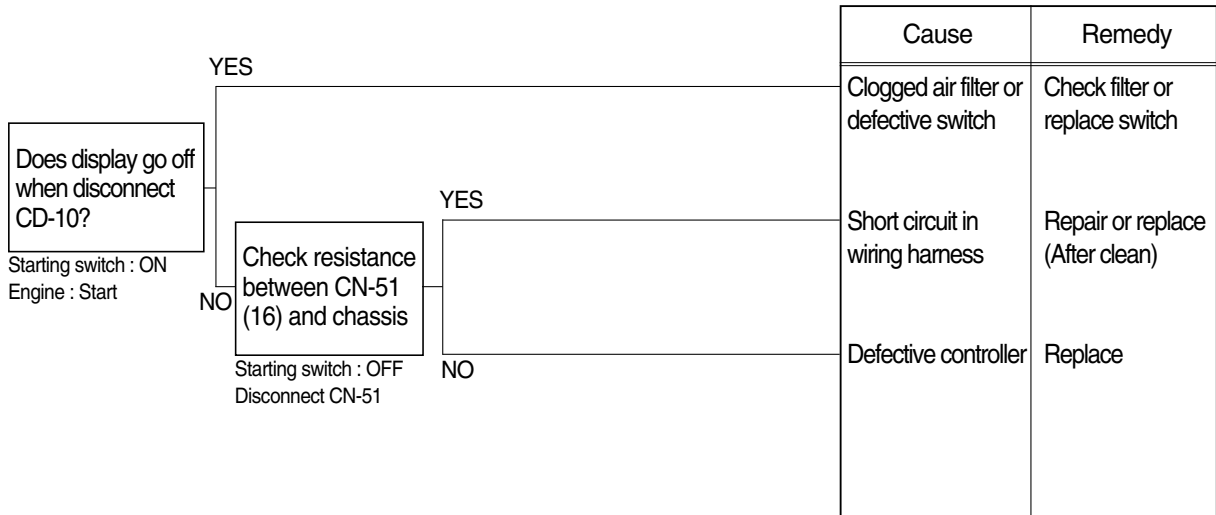 Cause
Remedy
YES
Clogged air filter or
defective switch
Check filter or
replace switch
Does display go off
when disconnect
CD-10?
Starting switch : ON
Engine : Start
NO
Check resistance
between CN-51
(16) and chassis
Starting switch : OFF
Disconnect CN-51
YES
Short circuit in
wiring harness
Repair or replace
(After clean)
NO
Defective controller
Replace